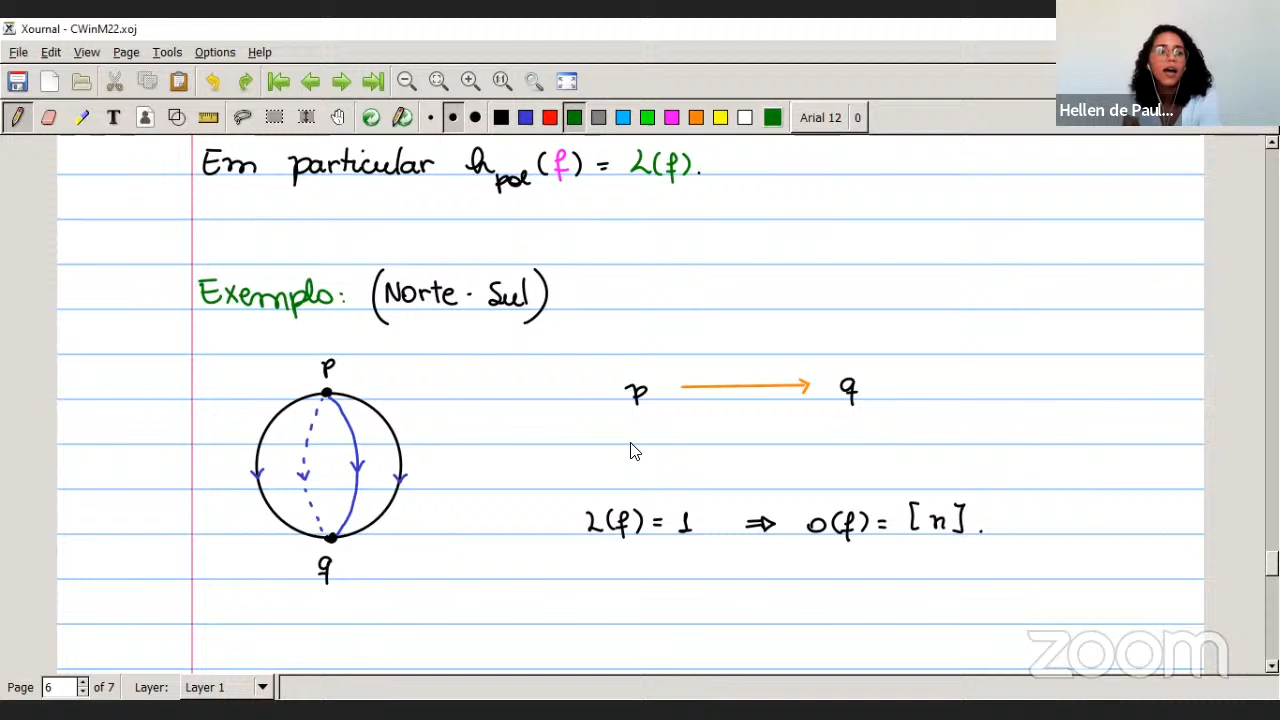 Xournal - CWinM22.xoj
File Edit View Page Tools Options Help
Arial 12 0
Hellen de Paul...
Em particular h_pol (f) = L(f).
Exemplo: (Norte - Sul)
p
p → q
L(f) = 1 ⇒ o(f) = [n].
q
zoom
Page 6 of 7 Layer: Layer 1